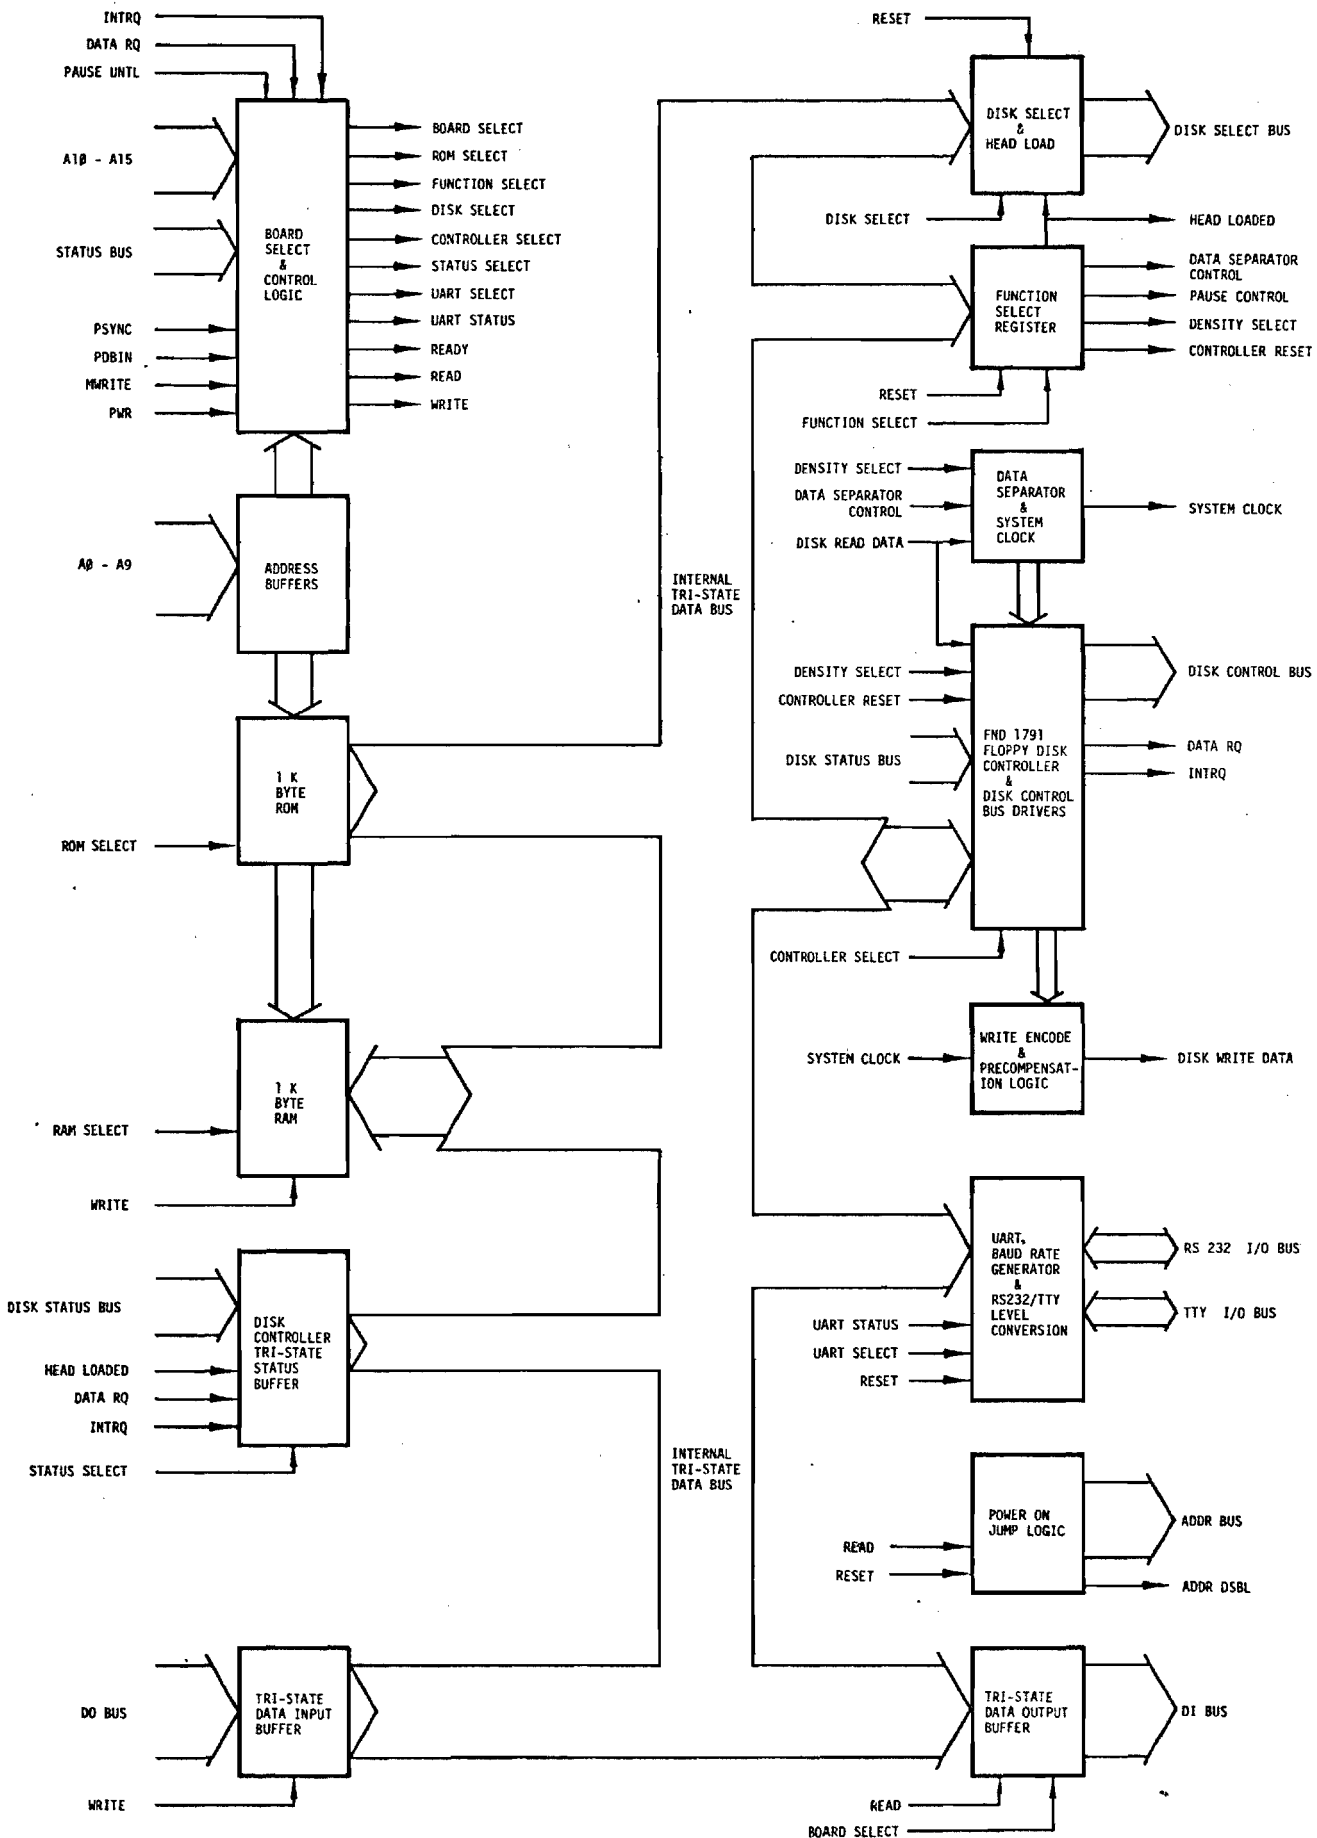 INTRQ
DATA RQ
PAUSE UNTL
A10 - A15
STATUS BUS
PSYNC
PDBIN
MWRITE
PWR
BOARD
SELECT
&
CONTROL
LOGIC
BOARD SELECT
ROM SELECT
FUNCTION SELECT
DISK SELECT
CONTROLLER SELECT
STATUS SELECT
UART SELECT
UART STATUS
READY
READ
WRITE
A0 - A9
ADDRESS
BUFFERS
1 K
BYTE
ROM
ROM SELECT
1 K
BYTE
RAM
RAM SELECT
WRITE
DISK STATUS BUS
HEAD LOADED
DATA RQ
INTRQ
STATUS SELECT
DISK
CONTROLLER
TRI-STATE
STATUS
BUFFER
DO BUS
TRI-STATE
DATA INPUT
BUFFER
WRITE
INTERNAL
TRI-STATE
DATA BUS
INTERNAL
TRI-STATE
DATA BUS
RESET
DISK SELECT
&
HEAD LOAD
DISK SELECT BUS
DISK SELECT
HEAD LOADED
FUNCTION
SELECT
REGISTER
DATA SEPARATOR
CONTROL
PAUSE CONTROL
DENSITY SELECT
CONTROLLER RESET
RESET
FUNCTION SELECT
DENSITY SELECT
DATA SEPARATOR
CONTROL
DISK READ DATA
DATA
SEPARATOR
&
SYSTEM
CLOCK
SYSTEM CLOCK
DENSITY SELECT
CONTROLLER RESET
DISK STATUS BUS
FND 1791
FLOPPY DISK
CONTROLLER
&
DISK CONTROL
BUS DRIVERS
DISK CONTROL BUS
DATA RQ
INTRQ
CONTROLLER SELECT
SYSTEM CLOCK
WRITE ENCODE
&
PRECOMPENSAT-
ION LOGIC
DISK WRITE DATA
UART,
BAUD RATE
GENERATOR
&
RS232/TTY
LEVEL
CONVERSION
RS 232 I/O BUS
TTY I/O BUS
UART STATUS
UART SELECT
RESET
POWER ON
JUMP LOGIC
READ
RESET
ADDR BUS
ADDR DSBL
TRI-STATE
DATA OUTPUT
BUFFER
DI BUS
READ
BOARD SELECT